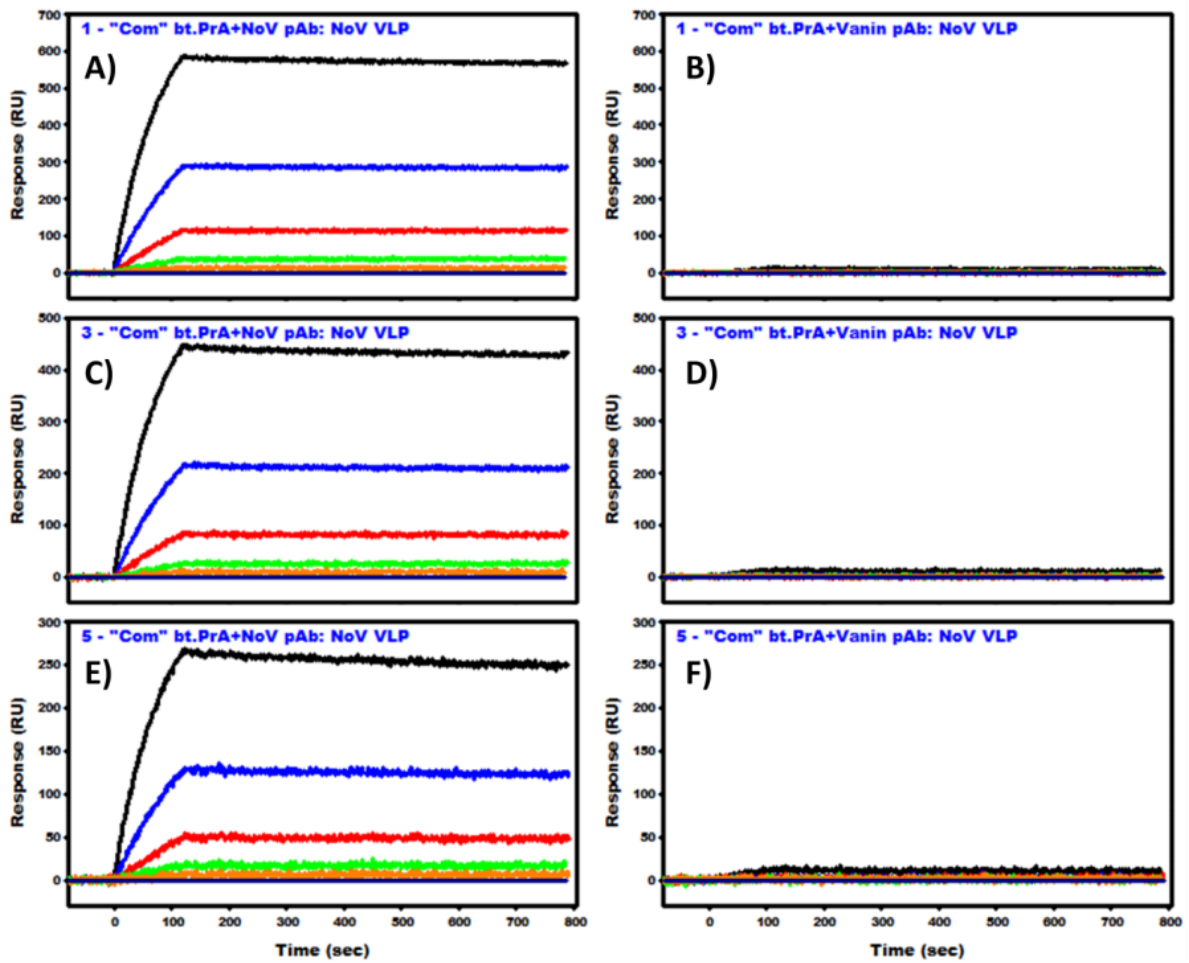 1 - "Com" bt.PrA+NoV pAb: NoV VLP
A)
Response (RU)
700
600
500
400
300
200
100
0
1 - "Com" bt.PrA+Vanin pAb: NoV VLP
B)
Response (RU)
700
600
500
400
300
200
100
0
3 - "Com" bt.PrA+NoV pAb: NoV VLP
C)
Response (RU)
500
400
300
200
100
0
3 - "Com" bt.PrA+Vanin pAb: NoV VLP
D)
Response (RU)
500
400
300
200
100
0
5 - "Com" bt.PrA+NoV pAb: NoV VLP
E)
Response (RU)
300
250
200
150
100
50
0
0 100 200 300 400 500 600 700 800
Time (sec)
5 - "Com" bt.PrA+Vanin pAb: NoV VLP
F)
Response (RU)
300
250
200
150
100
50
0
0 100 200 300 400 500 600 700 800
Time (sec)